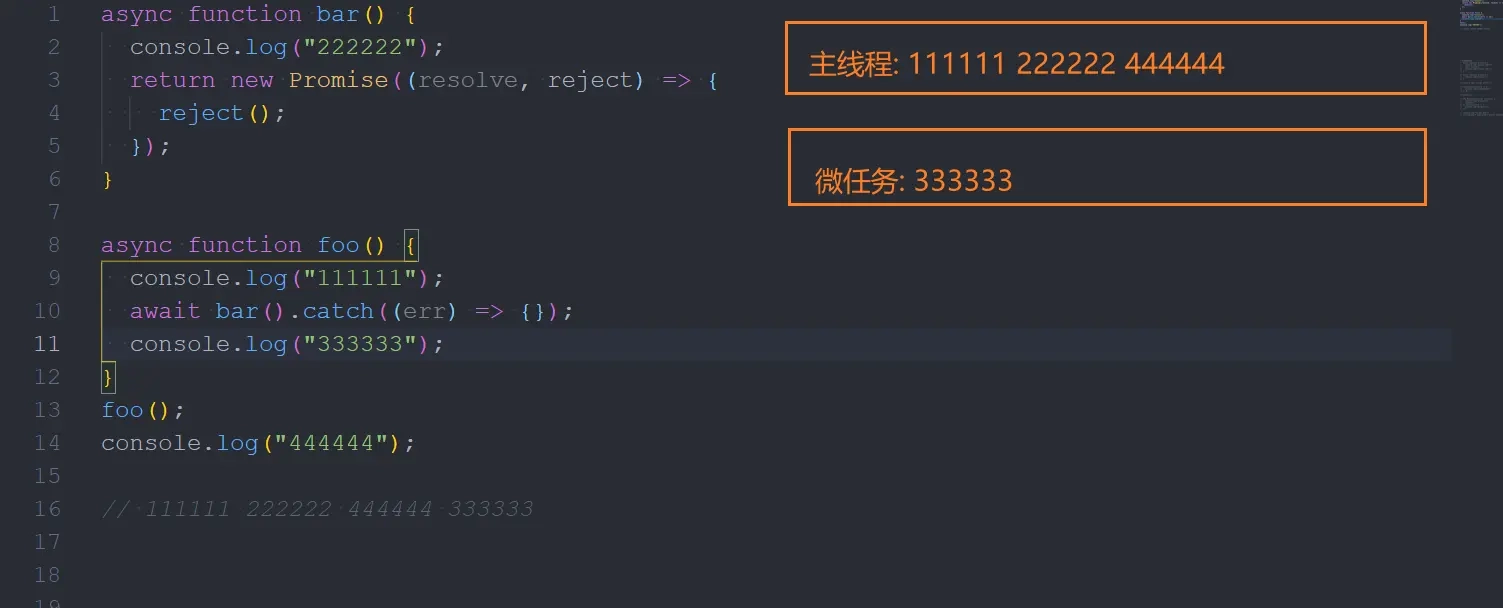 1 async function bar() {
2 console.log("222222");
3 return new Promise((resolve, reject) => {
4 reject();
5 });
6 }
7
8 async function foo() {
9 console.log("111111");
10 await bar().catch((err) => {});
11 console.log("333333");
12 }
13 foo();
14 console.log("444444");
15
16 // 111111 222222 444444 333333
17
18
19
主线程: 111111 222222 444444
微任务: 333333